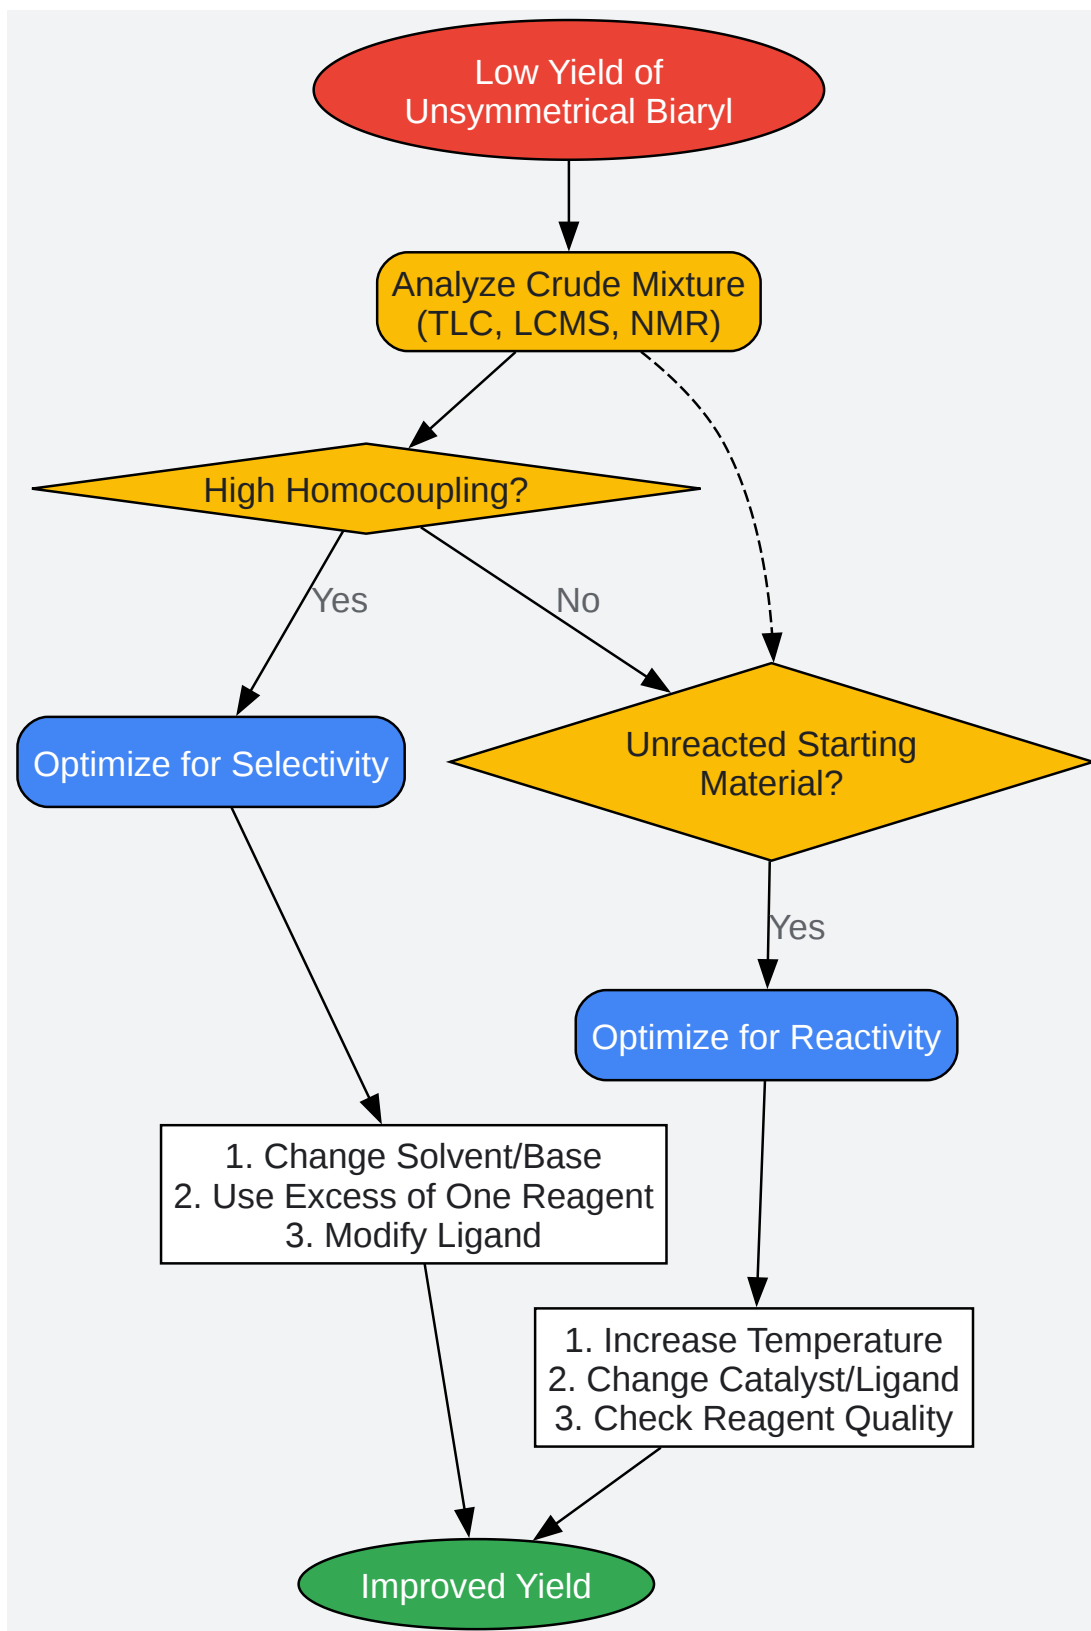 Low Yield of
Unsymmetrical Biaryl
Analyze Crude Mixture
(TLC, LCMS, NMR)
High Homocoupling?
Yes
No
Optimize for Selectivity
Unreacted Starting
Material?
Yes
Optimize for Reactivity
1. Change Solvent/Base
2. Use Excess of One Reagent
3. Modify Ligand
1. Increase Temperature
2. Change Catalyst/Ligand
3. Check Reagent Quality
Improved Yield